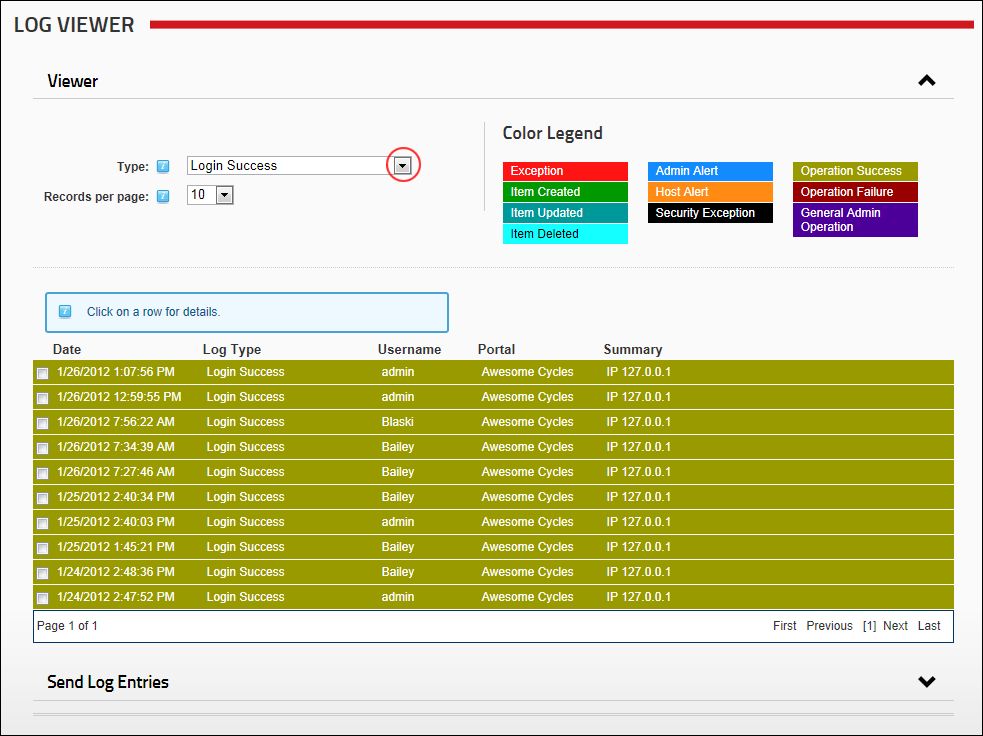 LOG VIEWER
Viewer
Type: i Login Success
Records per page: i 10
Color Legend
Exception
Item Created
Item Updated
Item Deleted
Admin Alert
Host Alert
Security Exception
Operation Success
Operation Failure
General Admin
Operation
i Click on a row for details.
Date Log Type Username Portal Summary
1/26/2012 1:07:56 PM Login Success admin Awesome Cycles IP 127.0.0.1
1/26/2012 12:59:55 PM Login Success admin Awesome Cycles IP 127.0.0.1
1/26/2012 7:56:22 AM Login Success Blaski Awesome Cycles IP 127.0.0.1
1/26/2012 7:34:39 AM Login Success Bailey Awesome Cycles IP 127.0.0.1
1/26/2012 7:27:46 AM Login Success Bailey Awesome Cycles IP 127.0.0.1
1/25/2012 2:40:34 PM Login Success Bailey Awesome Cycles IP 127.0.0.1
1/25/2012 2:40:03 PM Login Success admin Awesome Cycles IP 127.0.0.1
1/25/2012 1:45:21 PM Login Success Bailey Awesome Cycles IP 127.0.0.1
1/24/2012 2:48:36 PM Login Success Bailey Awesome Cycles IP 127.0.0.1
1/24/2012 2:47:52 PM Login Success admin Awesome Cycles IP 127.0.0.1
Page 1 of 1 First Previous [1] Next Last
Send Log Entries